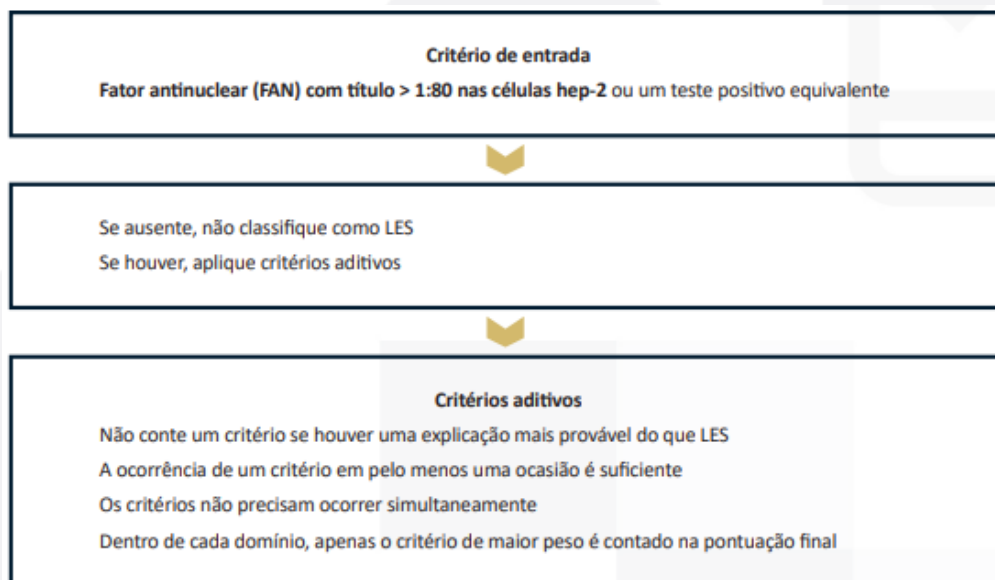 Critério de entrada
Fator antinuclear (FAN) com título > 1:80 nas células hep-2 ou um teste positivo equivalente
Se ausente, não classifique como LES
Se houver, aplique critérios aditivos
Critérios aditivos
Não conte um critério se houver uma explicação mais provável do que LES
A ocorrência de um critério em pelo menos uma ocasião é suficiente
Os critérios não precisam ocorrer simultaneamente
Dentro de cada domínio, apenas o critério de maior peso é contado na pontuação final